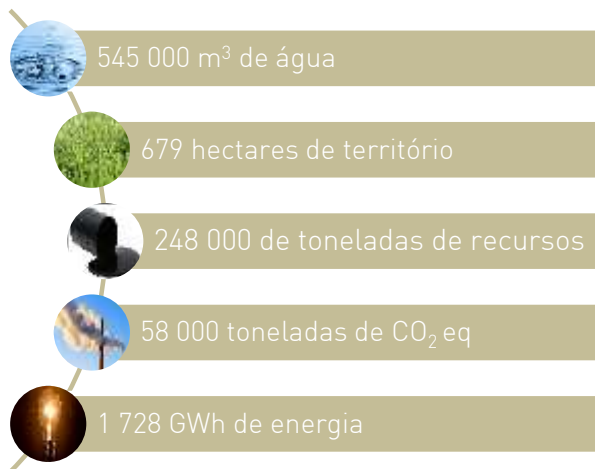 545 000 m³ de água
679 hectares de território
248 000 de toneladas de recursos
58 000 toneladas de CO₂ eq
1 728 GWh de energia